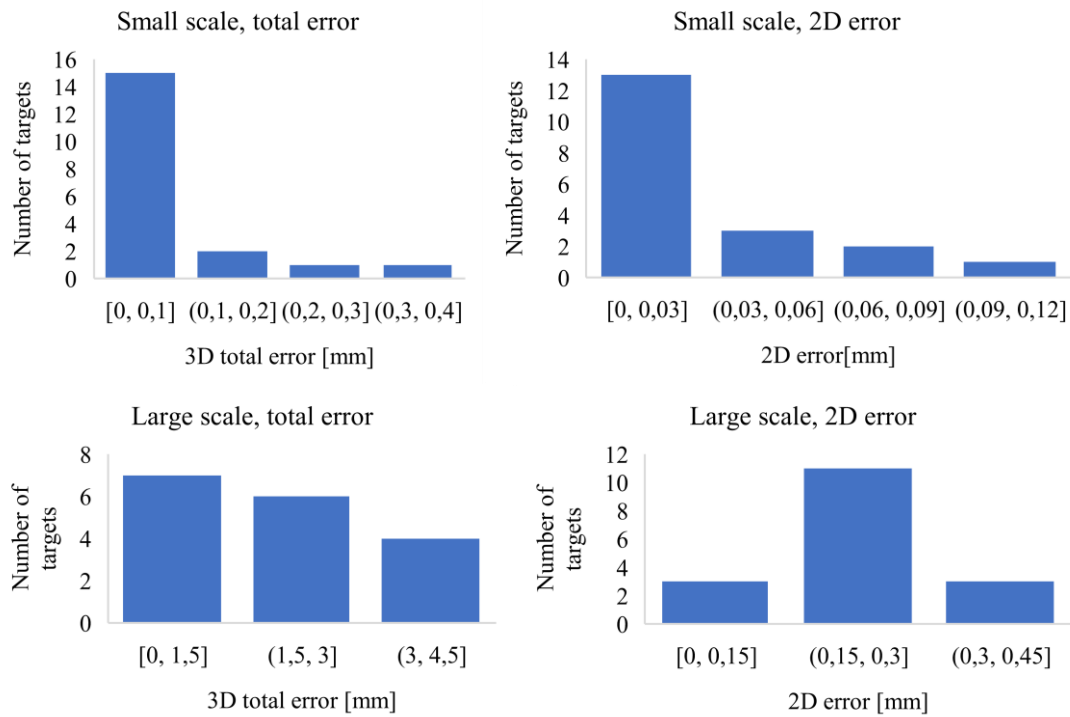 Small scale, total error
Number of targets
16
14
12
10
8
6
4
2
0
[0, 0,1] (0,1, 0,2] (0,2, 0,3] (0,3, 0,4]
3D total error [mm]
Small scale, 2D error
Number of targets
14
12
10
8
6
4
2
0
[0, 0,03] (0,03, 0,06] (0,06, 0,09] (0,09, 0,12]
2D error[mm]
Large scale, total error
Number of
targets
8
6
4
2
0
[0, 1,5] (1,5, 3] (3, 4,5]
3D total error [mm]
Large scale, 2D error
Number of
targets
12
10
8
6
4
2
0
[0, 0,15] (0,15, 0,3] (0,3, 0,45]
2D error [mm]